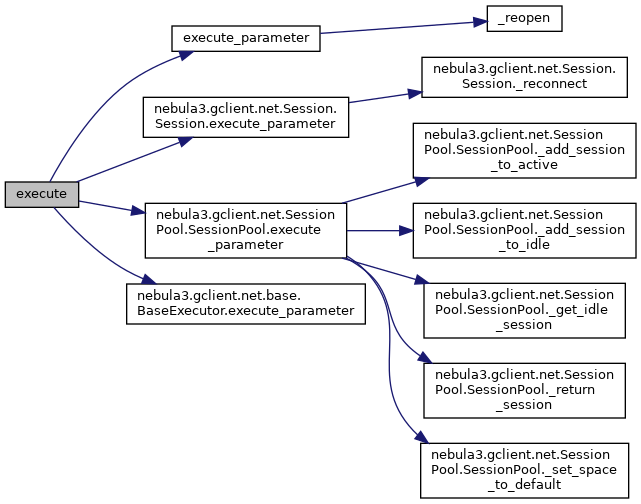 execute
execute_parameter
_reopen
nebula3.gclient.net.Session.
Session.execute_parameter
nebula3.gclient.net.Session.
Session._reconnect
nebula3.gclient.net.Session
Pool.SessionPool.execute
_parameter
nebula3.gclient.net.Session
Pool.SessionPool._add_session
_to_active
nebula3.gclient.net.Session
Pool.SessionPool._add_session
_to_idle
nebula3.gclient.net.Session
Pool.SessionPool._get_idle
_session
nebula3.gclient.net.Session
Pool.SessionPool._return
_session
nebula3.gclient.net.Session
Pool.SessionPool._set_space
_to_default
nebula3.gclient.net.base.
BaseExecutor.execute_parameter